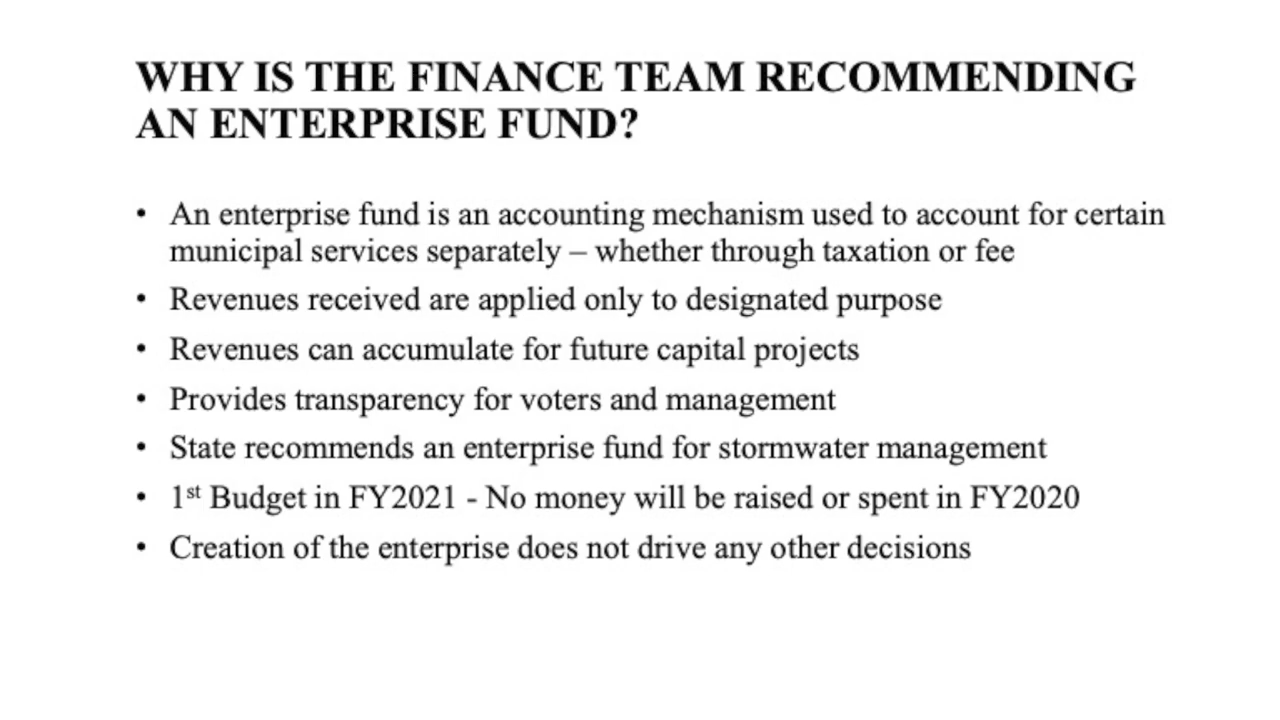 WHY IS THE FINANCE TEAM RECOMMENDING
AN ENTERPRISE FUND?
• An enterprise fund is an accounting mechanism used to account for certain
municipal services separately – whether through taxation or fee
• Revenues received are applied only to designated purpose
• Revenues can accumulate for future capital projects
• Provides transparency for voters and management
• State recommends an enterprise fund for stormwater management
• 1st Budget in FY2021 - No money will be raised or spent in FY2020
• Creation of the enterprise does not drive any other decisions